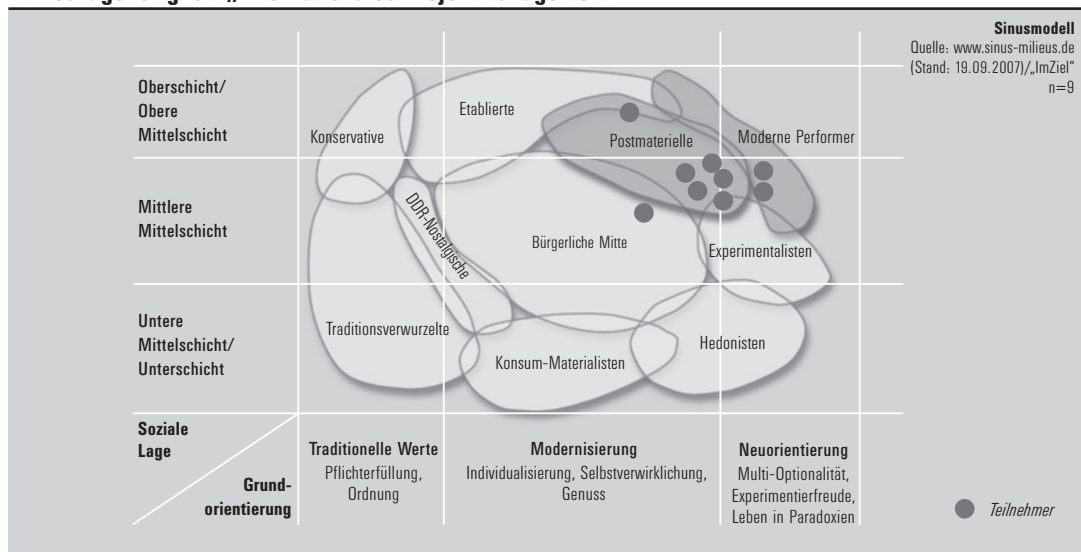 Sinusmodell
Quelle: www.sinus-milieus.de
(Stand: 19.09.2007)/„ImZiel“
n=9
Oberschicht/
Obere
Mittelschicht
Konservative
Etablierte
Postmaterielle
Moderne Performer
Mittlere
Mittelschicht
DDR-Nostalgische
Bürgerliche Mitte
Experimentalisten
Untere
Mittelschicht/
Unterschicht
Traditionsverwurzelte
Konsum-Materialisten
Hedonisten
Soziale
Lage
Grund-
orientierung
Traditionelle Werte
Pflichterfüllung,
Ordnung
Modernisierung
Individualisierung, Selbstverwirklichung,
Genuss
Neuorientierung
Multi-Optionalität,
Experimentierfreude,
Leben in Paradoxien
Teilnehmer